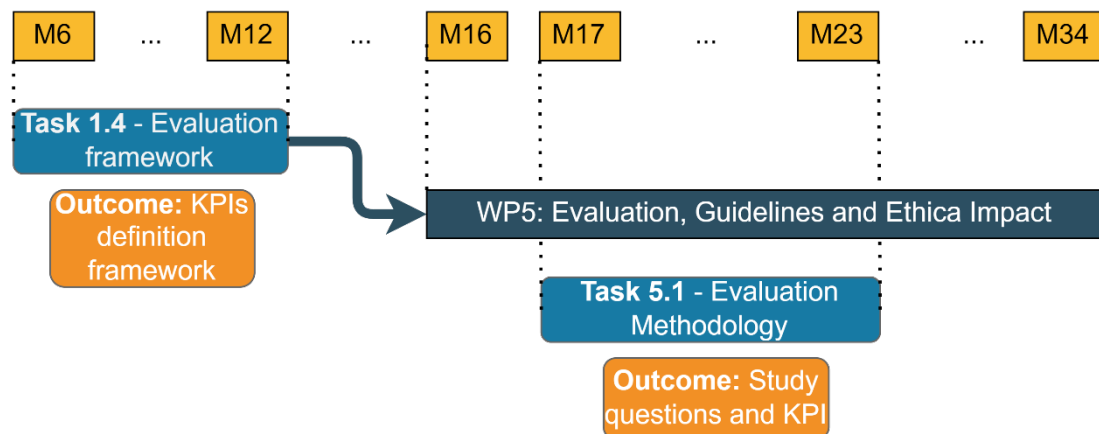 M6 ... M12 ... M16 M17 ... M23 ... M34
Task 1.4 - Evaluation
framework
Outcome: KPIs
definition
framework
WP5: Evaluation, Guidelines and Ethica Impact
Task 5.1 - Evaluation
Methodology
Outcome: Study
questions and KPI